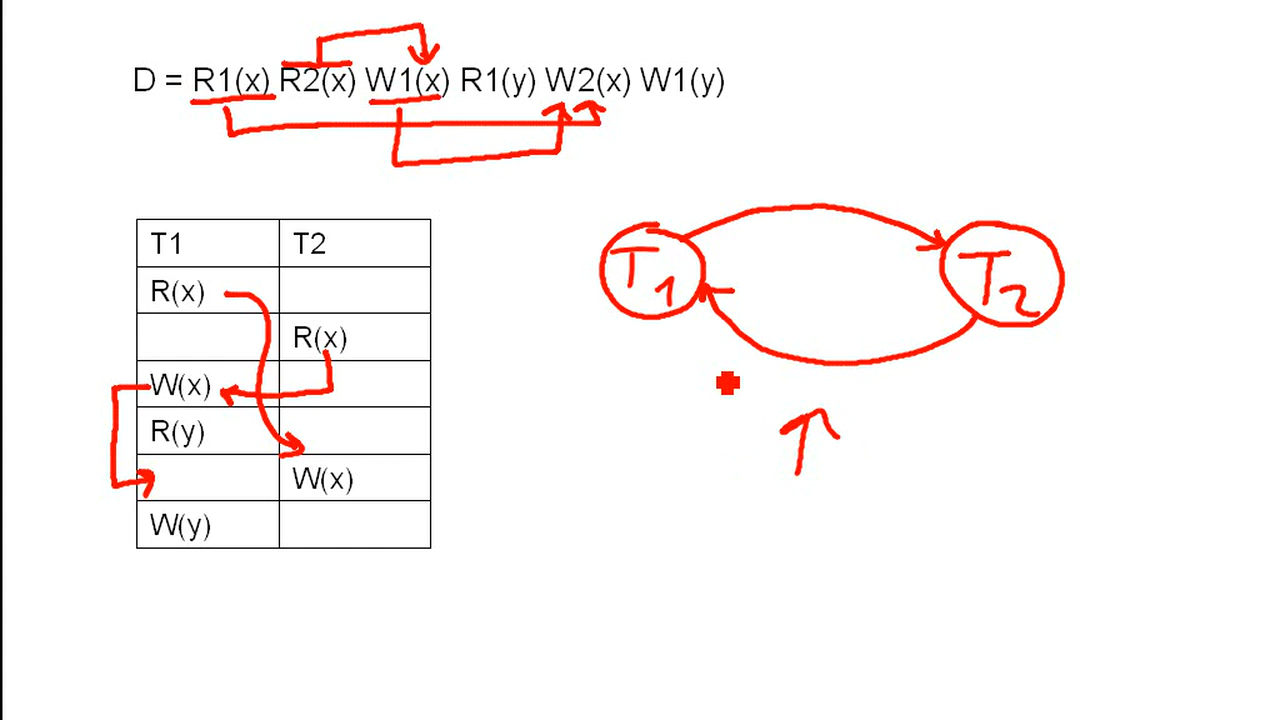 D = R1(x) R2(x) W1(x) R1(y) W2(x) W1(y)
T1 T2
R(x)
R(x)
W(x)
R(y)
W(x)
W(y)
T1 T2